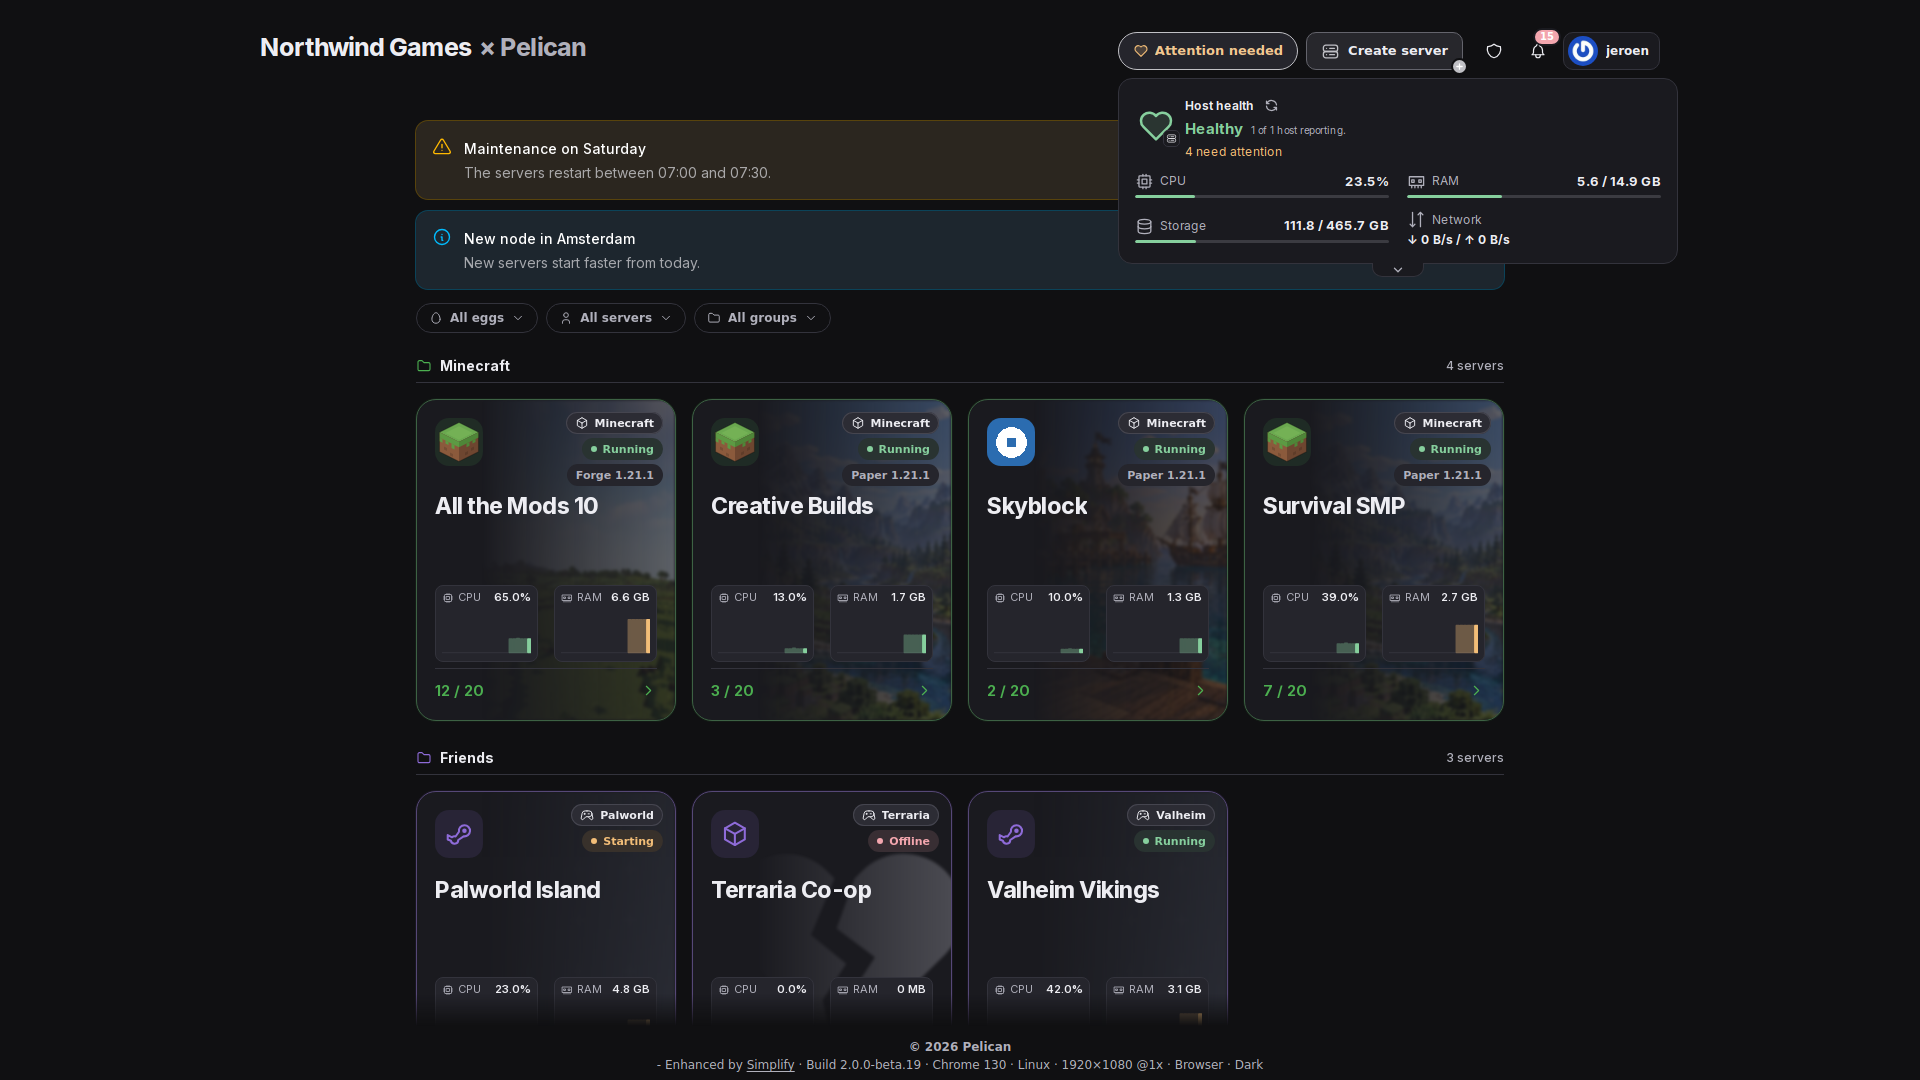 Northwind Games × Pelican
Attention needed
Create server
15
jeroen
Host health
Healthy 1 of 1 host reporting.
4 need attention
CPU 23.5%
RAM 5.6 / 14.9 GB
Storage 111.8 / 465.7 GB
Network
↓ 0 B/s / ↑ 0 B/s
Maintenance on Saturday
The servers restart between 07:00 and 07:30.
New node in Amsterdam
New servers start faster from today.
All eggs
All servers
All groups
Minecraft
4 servers
Minecraft
Running
Forge 1.21.1
All the Mods 10
CPU 65.0%
RAM 6.6 GB
12 / 20
Minecraft
Running
Paper 1.21.1
Creative Builds
CPU 13.0%
RAM 1.7 GB
3 / 20
Minecraft
Running
Paper 1.21.1
Skyblock
CPU 10.0%
RAM 1.3 GB
2 / 20
Minecraft
Running
Paper 1.21.1
Survival SMP
CPU 39.0%
RAM 2.7 GB
7 / 20
Friends
3 servers
Palworld
Starting
Palworld Island
CPU 23.0%
RAM 4.8 GB
Terraria
Offline
Terraria Co-op
CPU 0.0%
RAM 0 MB
Valheim
Running
Valheim Vikings
CPU 42.0%
RAM 3.1 GB
© 2026 Pelican
- Enhanced by Simplify · Build 2.0.0-beta.19 · Chrome 130 · Linux · 1920×1080 @1x · Browser · Dark